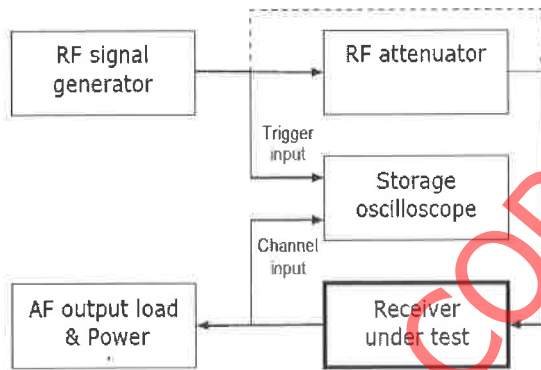 RF signal
generator
RF attenuator
Trigger
input
Storage
oscilloscope
Channel
input
AF output load
& Power
Receiver
under test